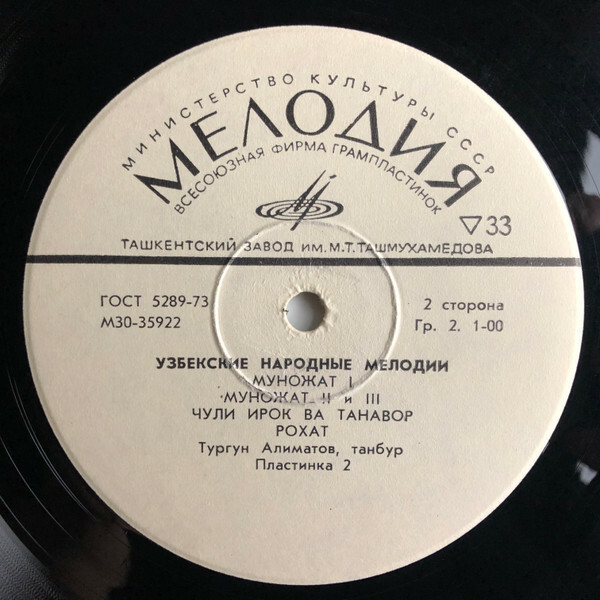 МИНИСТЕРСТВО КУЛЬТУРЫ СССР
МЕЛОДИЯ
ВСЕСОЮЗНАЯ ФИРМА ГРАМПЛАСТИНОК
▽33
ТАШКЕНТСКИЙ ЗАВОД ИМ. М.Т. ТАШМУХАМЕДОВА
ГОСТ 5289-73
М30-35922
2 сторона
Гр. 2. 1-00
УЗБЕКСКИЕ НАРОДНЫЕ МЕЛОДИИ
МУНОЖАТ I
МУНОЖАТ II и III
ЧУЛИ ИРОК ВА ТАНАВОР
РОХАТ
Тургун Алиматов, танбур
Пластинка 2